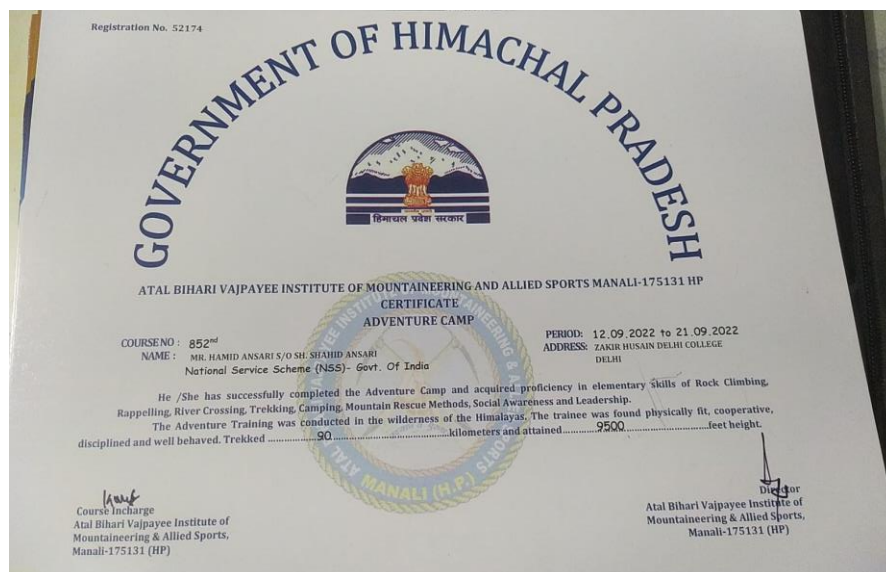 Registration No. 52174
GOVERNMENT OF HIMACHAL PRADESH
हिमाचल प्रदेश सरकार
ATAL BIHARI VAJPAYEE INSTITUTE OF MOUNTAINEERING AND ALLIED SPORTS MANALI-175131 HP
CERTIFICATE
ADVENTURE CAMP
COURSE NO : 852nd
PERIOD: 12.09.2022 to 21.09.2022
NAME : MR. HAMID ANSARI S/O SH. SHAHID ANSARI
ADDRESS: ZAKIR HUSAIN DELHI COLLEGE
National Service Scheme (NSS)- Govt. Of India
DELHI
He /She has successfully completed the Adventure Camp and acquired proficiency in elementary skills of Rock Climbing,
Rappelling, River Crossing, Trekking, Camping, Mountain Rescue Methods, Social Awareness and Leadership.
The Adventure Training was conducted in the wilderness of the Himalayas. The trainee was found physically fit, cooperative,
disciplined and well behaved. Trekked ...............90...............kilometers and attained............9500............feet height.
MANALI (H.P.)
Course Incharge
Atal Bihari Vajpayee Institute of
Mountaineering & Allied Sports,
Manali-175131 (HP)
Director
Atal Bihari Vajpayee Institute of
Mountaineering & Allied Sports,
Manali-175131 (HP)